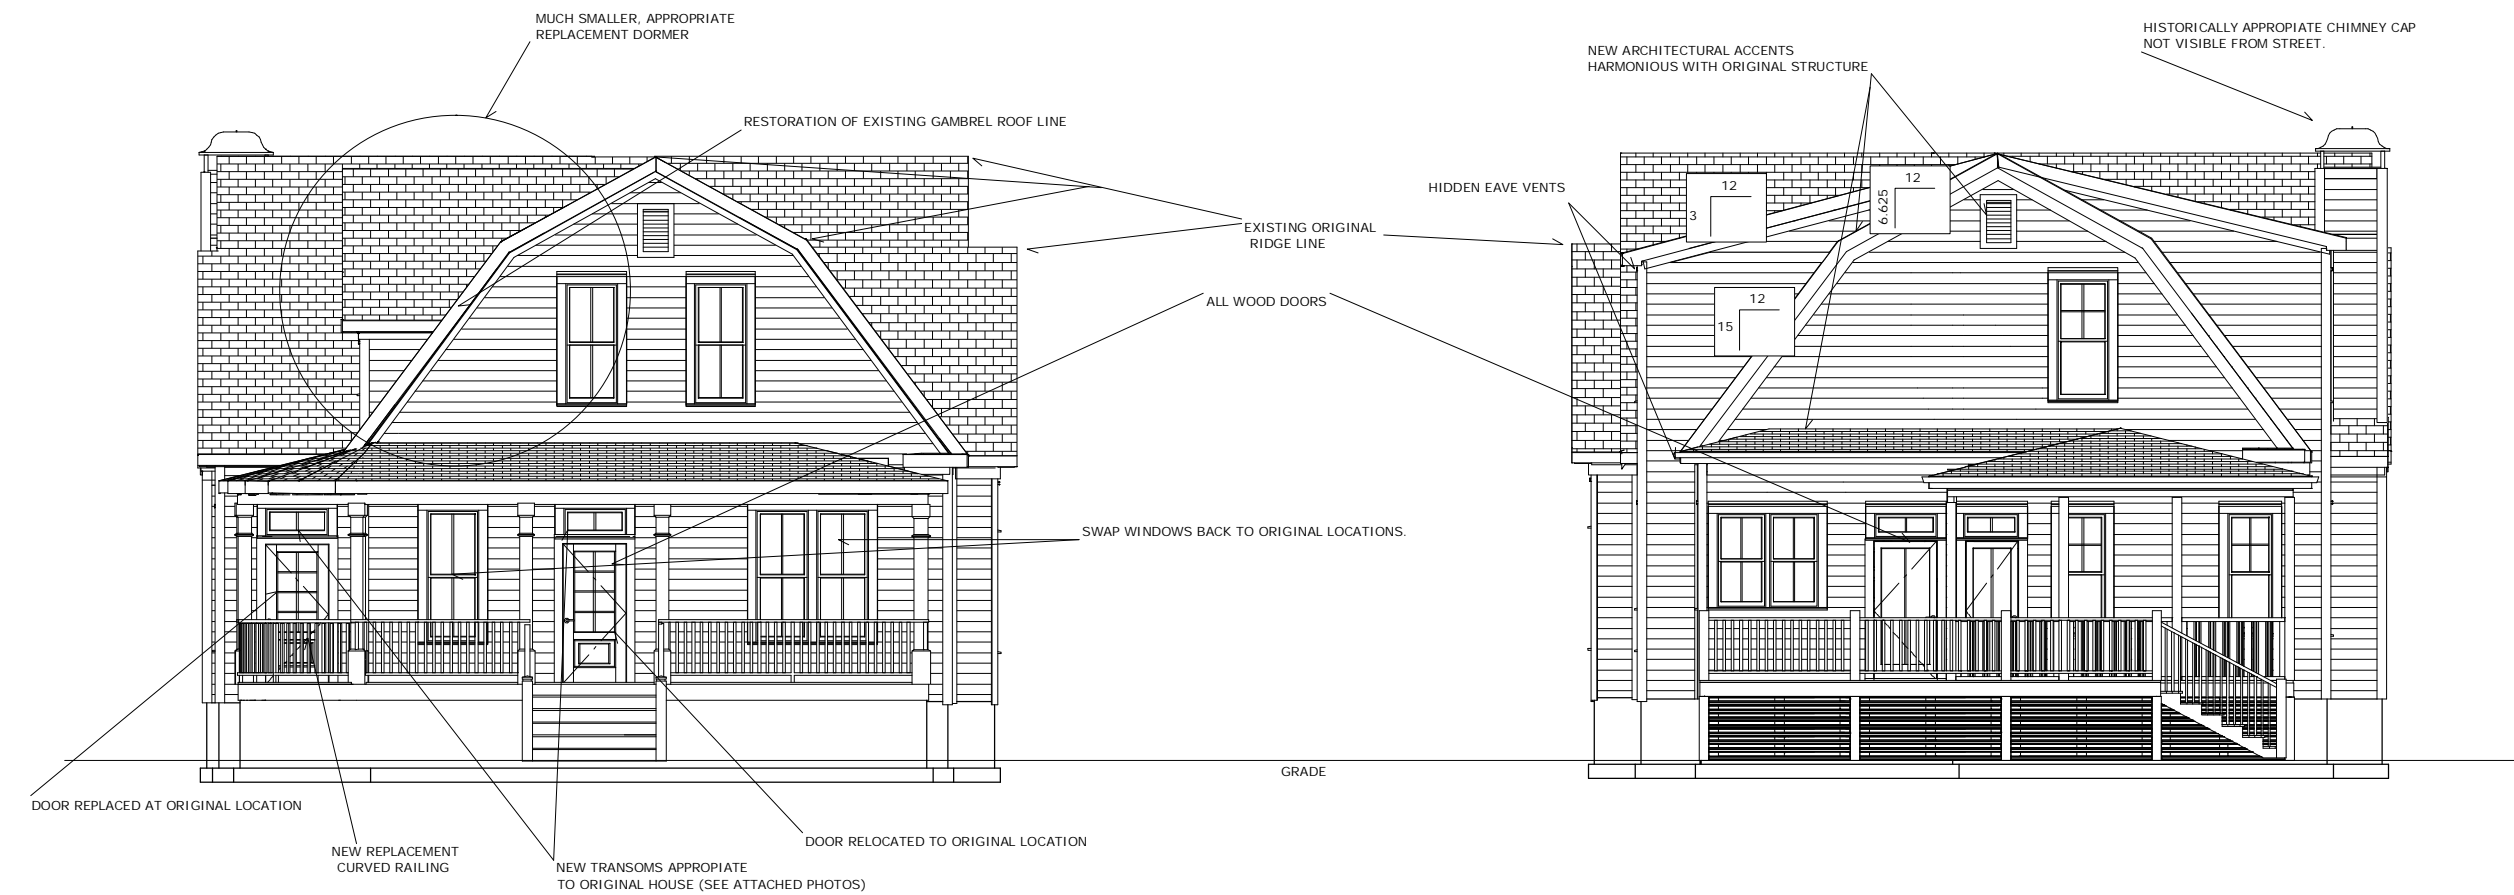 MUCH SMALLER, APPROPRIATE
REPLACEMENT DORMER
RESTORATION OF EXISTING GAMBREL ROOF LINE
NEW ARCHITECTURAL ACCENTS
HARMONIOUS WITH ORIGINAL STRUCTURE
HISTORICALLY APPROPIATE CHIMNEY CAP
NOT VISIBLE FROM STREET.
HIDDEN EAVE VENTS
12
3
12
6.625
EXISTING ORIGINAL
RIDGE LINE
ALL WOOD DOORS
12
15
SWAP WINDOWS BACK TO ORIGINAL LOCATIONS.
GRADE
DOOR REPLACED AT ORIGINAL LOCATION
DOOR RELOCATED TO ORIGINAL LOCATION
NEW REPLACEMENT
CURVED RAILING
NEW TRANSOMS APPROPIATE
TO ORIGINAL HOUSE (SEE ATTACHED PHOTOS)